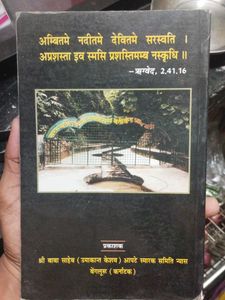 अम्बितमे नदीतमे देवितमे सरस्वति ।
अप्रशस्ता इव स्मसि प्रशस्तिमम्ब नस्कृधि ॥
–ऋग्वेद, 2.41.16
प्रकाशक
श्री बाबा साहेब (उमाकान्त केशव) आपटे स्मारक समिति न्यास
बेंगलुरू (कर्नाटक)